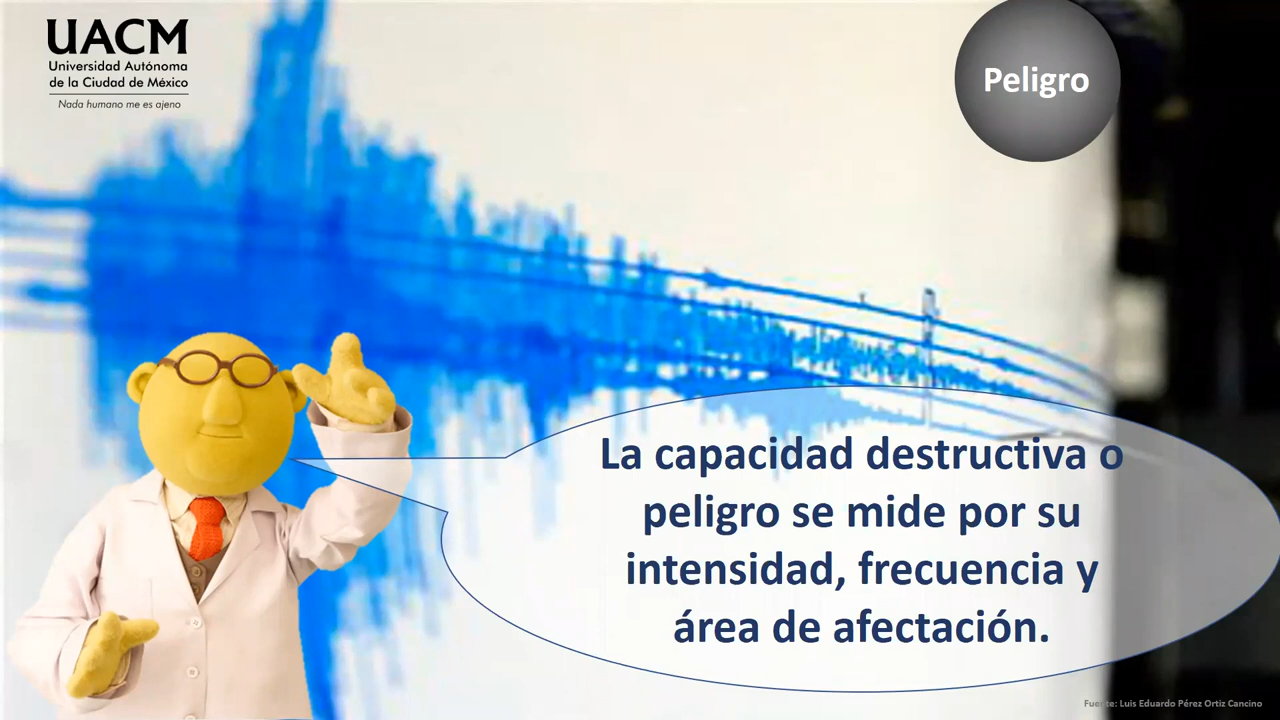 UACM
Universidad Autónoma
de la Ciudad de México
Nada humano me es ajeno
Peligro
La capacidad destructiva o
peligro se mide por su
intensidad, frecuencia y
área de afectación.
Fuente: Luis Eduardo Pérez Ortiz Cancino